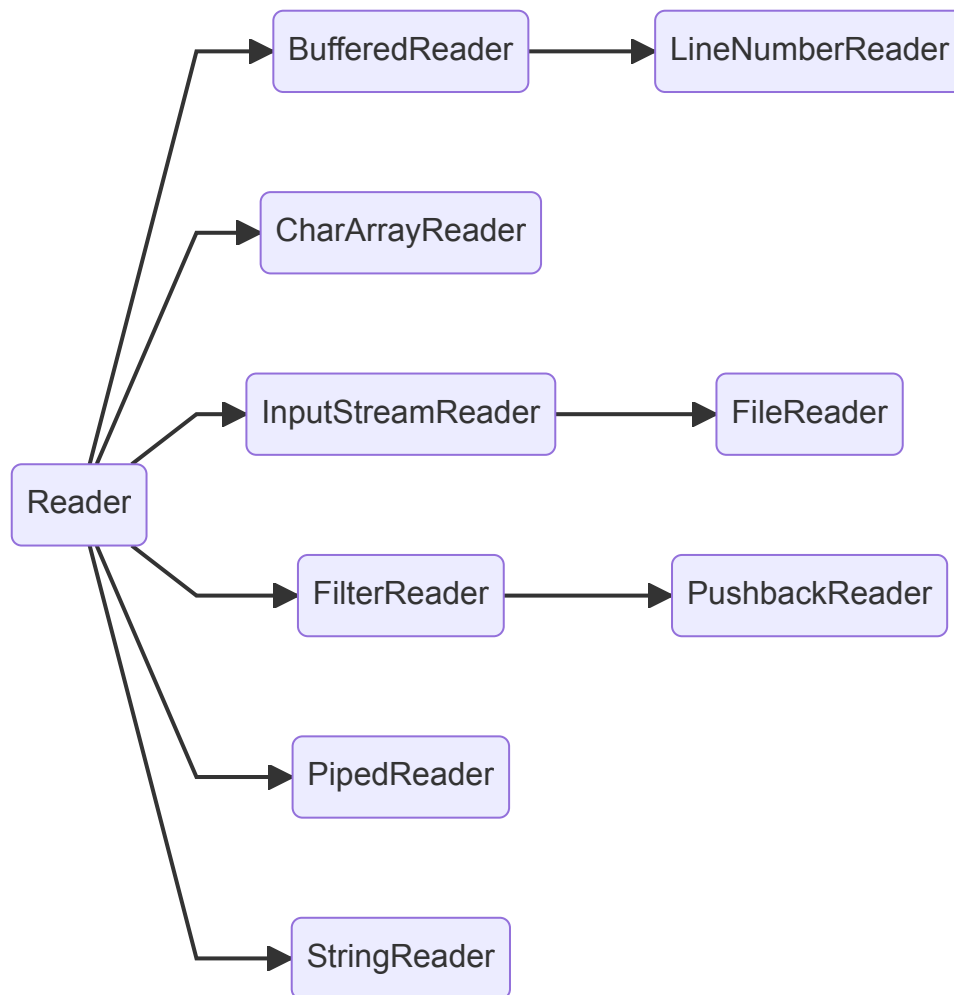 BufferedReader
LineNumberReader
CharArrayReader
InputStreamReader
FileReader
Reader
FilterReader
PushbackReader
PipedReader
StringReader